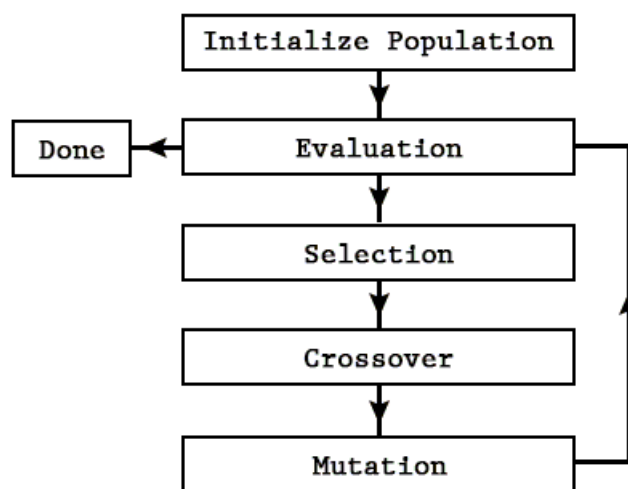 Initialize Population
Done
Evaluation
Selection
Crossover
Mutation